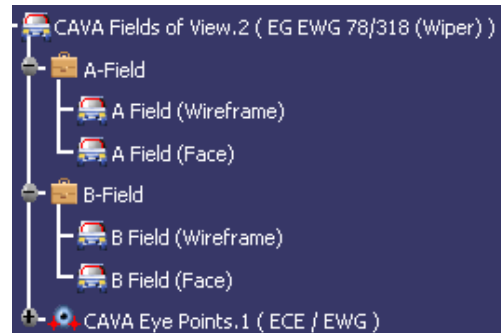 CAVA Fields of View.2 ( EG EWG 78/318 (Wiper) )
A-Field
A Field (Wireframe)
A Field (Face)
B-Field
B Field (Wireframe)
B Field (Face)
CAVA Eye Points.1 ( ECE / EWG )